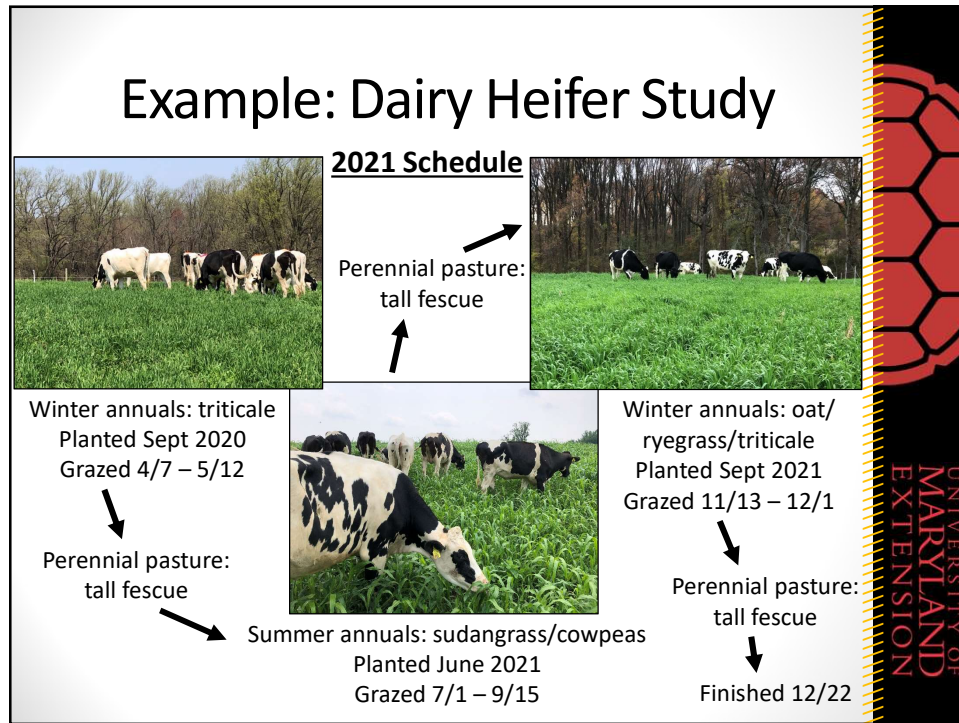 Example: Dairy Heifer Study
2021 Schedule
Winter annuals: triticale
Planted Sept 2020
Grazed 4/7 – 5/12
Perennial pasture:
tall fescue
Summer annuals: sudangrass/cowpeas
Planted June 2021
Grazed 7/1 – 9/15
Perennial pasture:
tall fescue
Winter annuals: oat/
ryegrass/triticale
Planted Sept 2021
Grazed 11/13 – 12/1
Perennial pasture:
tall fescue
Finished 12/22
UNIVERSITY OF
MARYLAND
EXTENSION